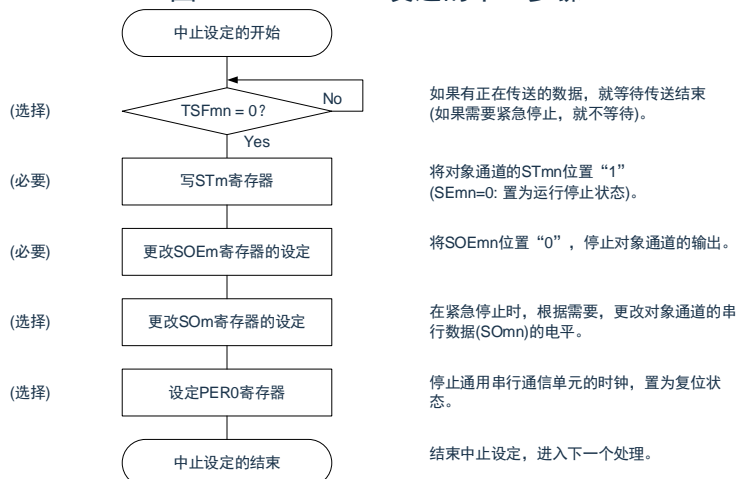 中止设定的开始
No
(选择)
TSFmn = 0?
如果有正在传送的数据，就等待传送结束
(如果需要紧急停止，就不等待)。
Yes
(必要)
写STm寄存器
将对象通道的STmn位置“1”
(SEmn=0: 置为运行停止状态)。
(必要)
更改SOEm寄存器的设定
将SOEmn位置“0”，停止对象通道的输出。
(选择)
更改SOm寄存器的设定
在紧急停止时，根据需要，更改对象通道的串
行数据(SOmn)的电平。
(选择)
设定PER0寄存器
停止通用串行通信单元的时钟，置为复位状
态。
中止设定的结束
结束中止设定，进入下一个处理。